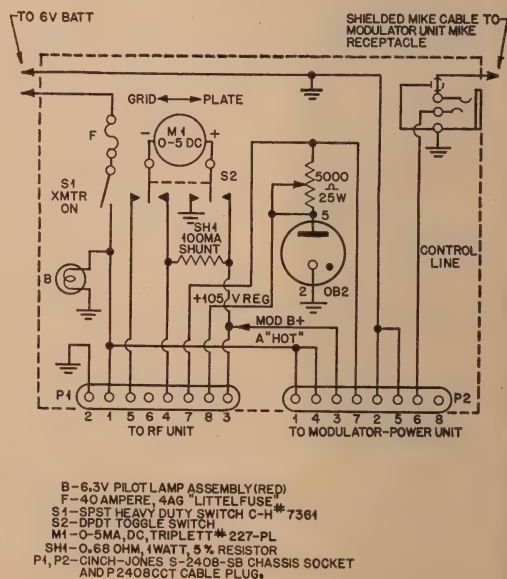 TO 6V BATT
SHIELDED MIKE CABLE TO
MODULATOR UNIT MIKE
RECEPTACLE
GRID PLATE
F
- M1 +
0-5 DC
S1
XMTR
ON
S2
5000
Ω
25W
5
SH1
100MA
SHUNT
CONTROL
LINE
B
2 OB2
+105 V REG
MOD B+
A "HOT"
P1
P2
2 1 5 6 4 7 8 3
1 4 3 7 2 5 6 8
TO RF UNIT
TO MODULATOR-POWER UNIT
B-6.3V PILOT LAMP ASSEMBLY (RED)
F-40 AMPERE, 4AG "LITTELFUSE"
S1-SPST HEAVY DUTY SWITCH C-H #7361
S2-DPDT TOGGLE SWITCH
M1-0-5MA, DC, TRIPLETT #227-PL
SH1-0.68 OHM, 1WATT, 5% RESISTOR
P1, P2-CINCH-JONES S-2408-SB CHASSIS SOCKET
AND P2408CCT CABLE PLUG.